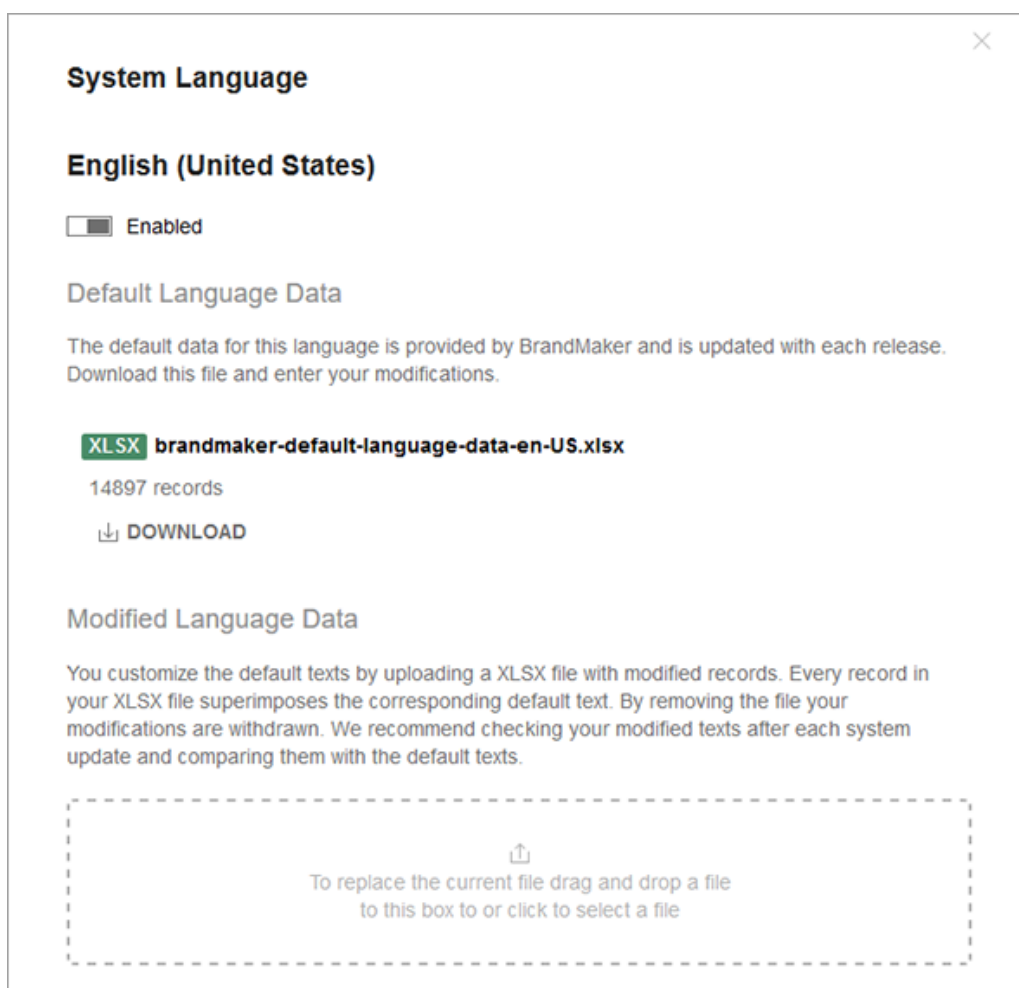 System Language
English (United States)
Enabled
Default Language Data
The default data for this language is provided by BrandMaker and is updated with each release.
Download this file and enter your modifications.
XLSX brandmaker-default-language-data-en-US.xlsx
14897 records
DOWNLOAD
Modified Language Data
You customize the default texts by uploading a XLSX file with modified records. Every record in
your XLSX file superimposes the corresponding default text. By removing the file your
modifications are withdrawn. We recommend checking your modified texts after each system
update and comparing them with the default texts.
To replace the current file drag and drop a file
to this box to or click to select a file